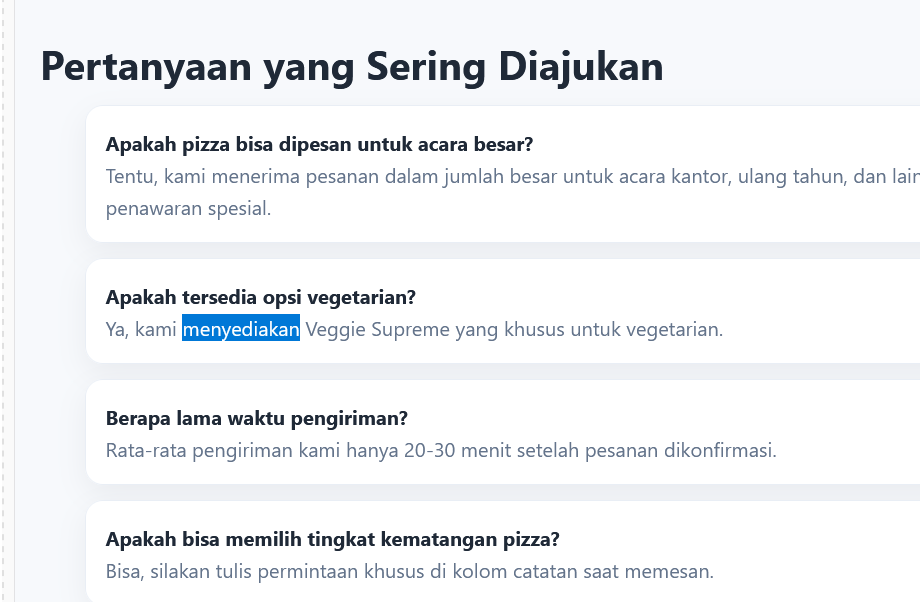 Pertanyaan yang Sering Diajukan
Apakah pizza bisa dipesan untuk acara besar?
Tentu, kami menerima pesanan dalam jumlah besar untuk acara kantor, ulang tahun, dan
penawaran spesial.
Apakah tersedia opsi vegetarian?
Ya, kami menyediakan Veggie Supreme yang khusus untuk vegetarian.
Berapa lama waktu pengiriman?
Rata-rata pengiriman kami hanya 20-30 menit setelah pesanan dikonfirmasi.
Apakah bisa memilih tingkat kematangan pizza?
Bisa, silakan tulis permintaan khusus di kolom catatan saat memesan.